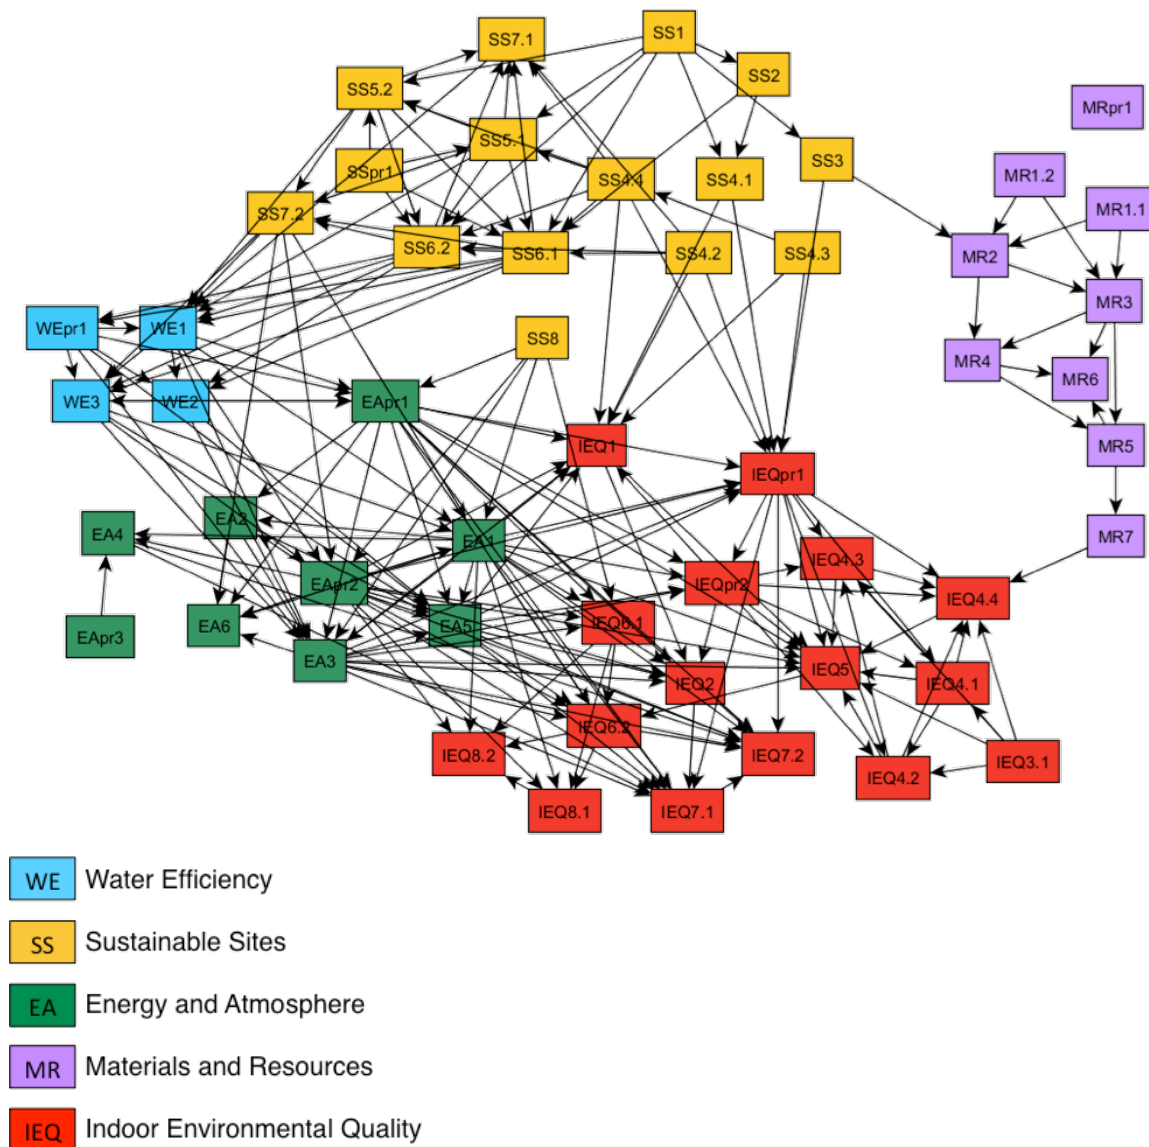 SS7.1
SS1
SS2
SS5.2
MRpr1
SS5.1
SS3
SSpr1
SS4.4
SS4.1
MR1.2
MR1.1
SS7.2
SS6.2
SS6.1
SS4.2
SS4.3
MR2
MR3
WEpr1
WE1
SS8
MR4
MR6
WE3
WE2
EApr1
IEQ1
MR5
IEQpr1
EA4
EA2
EA1
MR7
IEQ4.3
EApr2
IEQpr2
IEQ4.4
EApr3
EA6
EA5
IEQ6.1
EA3
IEQ2
IEQ5
IEQ4.1
IEQ6.2
IEQ8.2
IEQ7.2
IEQ4.2
IEQ3.1
IEQ8.1
IEQ7.1
WE Water Efficiency
SS Sustainable Sites
EA Energy and Atmosphere
MR Materials and Resources
IEQ Indoor Environmental Quality